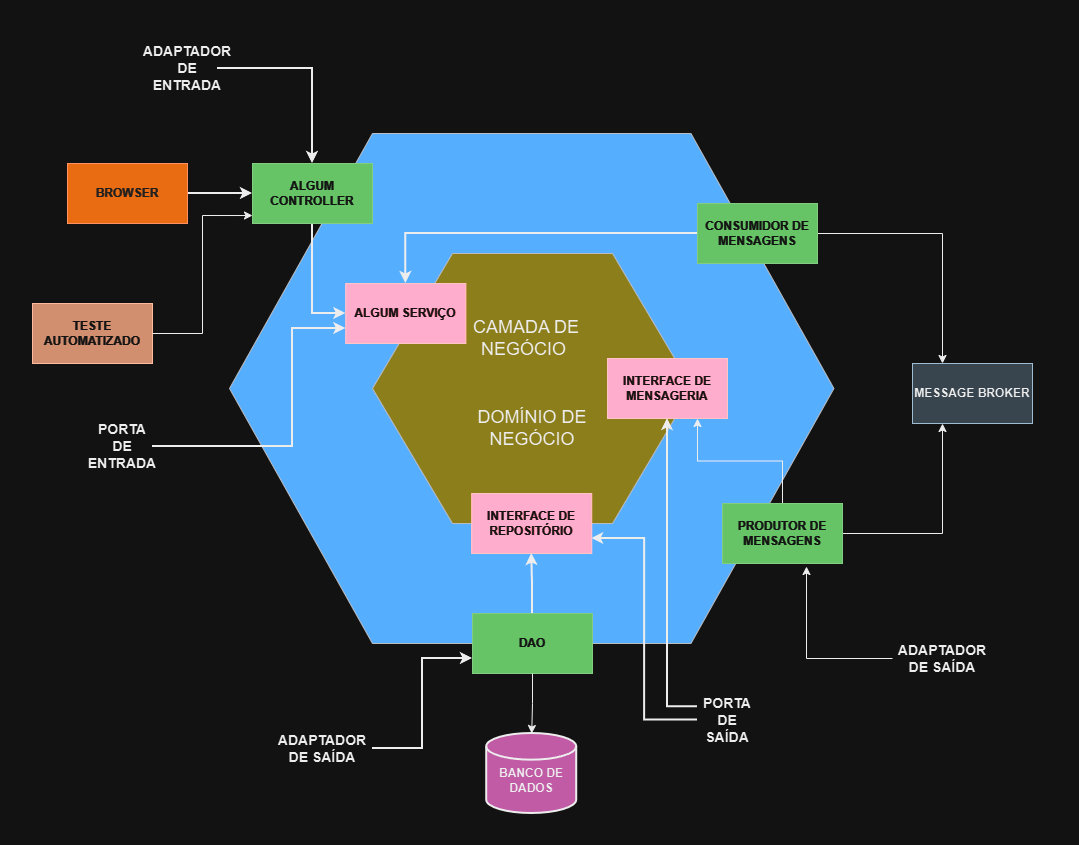 ADAPTADOR
DE
ENTRADA
BROWSER
ALGUM
CONTROLLER
CONSUMIDOR DE
MENSAGENS
TESTE
AUTOMATIZADO
ALGUM SERVIÇO
CAMADA DE
NEGÓCIO
INTERFACE DE
MENSAGERIA
MESSAGE BROKER
DOMÍNIO DE
NEGÓCIO
PORTA
DE
ENTRADA
INTERFACE DE
REPOSITÓRIO
PRODUTOR DE
MENSAGENS
DAO
ADAPTADOR
DE SAÍDA
PORTA
DE
SAÍDA
ADAPTADOR
DE SAÍDA
BANCO DE
DADOS